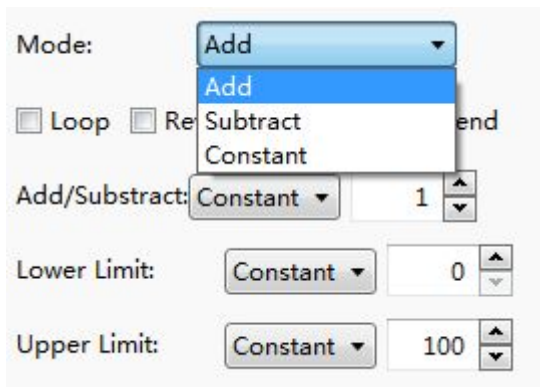 Mode: Add
Add
Loop Re Subtract end
Constant
Add/Substract: Constant 1
Lower Limit: Constant 0
Upper Limit: Constant 100